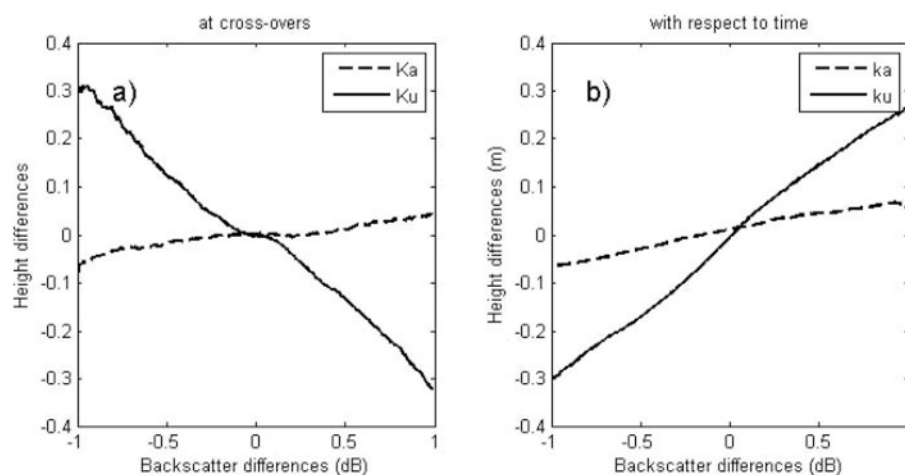 at cross-overs
a)
Ka
Ku
0.4
0.3
0.2
0.1
0
-0.1
-0.2
-0.3
-0.4
Height differences
-1
-0.5
0
0.5
1
Backscatter differences (dB)
with respect to time
b)
ka
ku
0.4
0.3
0.2
0.1
0
-0.1
-0.2
-0.3
-0.4
Height differences (m)
-1
-0.5
0
0.5
Backscatter differences (dB)